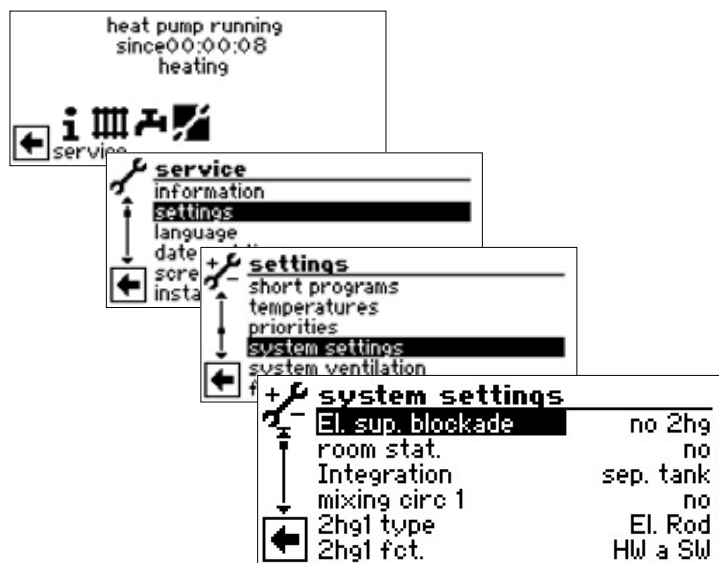 heat pump running
since00:00:08
heating
service
service
information
settings
language
date
settings
short programs
temperatures
priorities
system settings
system ventilation
system settings
El. sup. blockade no 2hg
room stat. no
Integration sep. tank
mixing circ 1 no
2hg1 type El. Rod
2hg1 fct. HW a SW